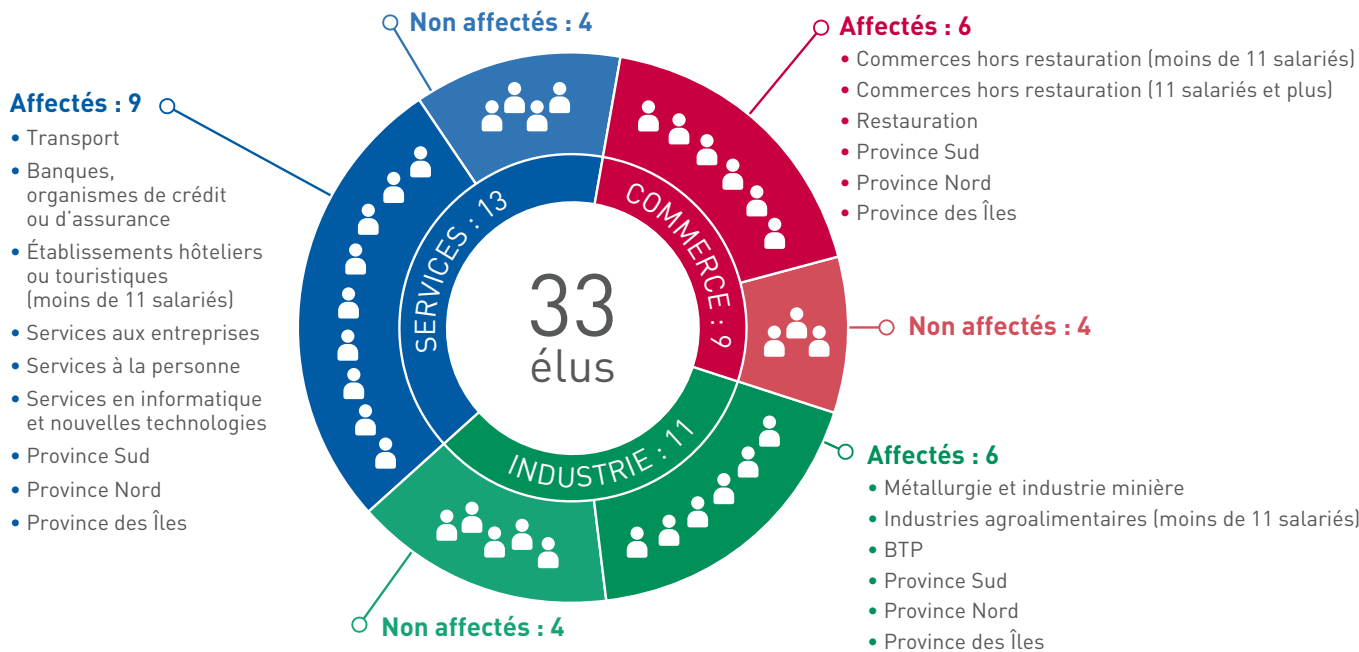 Non affectés : 4
Affectés : 6
• Commerces hors restauration (moins de 11 salariés)
• Commerces hors restauration (11 salariés et plus)
• Restauration
• Province Sud
• Province Nord
• Province des Îles
Affectés : 9
• Transport
• Banques,
organismes de crédit
ou d'assurance
• Établissements hôteliers
ou touristiques
(moins de 11 salariés)
• Services aux entreprises
• Services à la personne
• Services en informatique
et nouvelles technologies
• Province Sud
• Province Nord
• Province des Îles
SERVICES : 13
COMMERCE : 9
33
élus
INDUSTRIE : 11
Non affectés : 4
Affectés : 6
• Métallurgie et industrie minière
• Industries agroalimentaires (moins de 11 salariés)
• BTP
• Province Sud
• Province Nord
• Province des Îles
Non affectés : 4